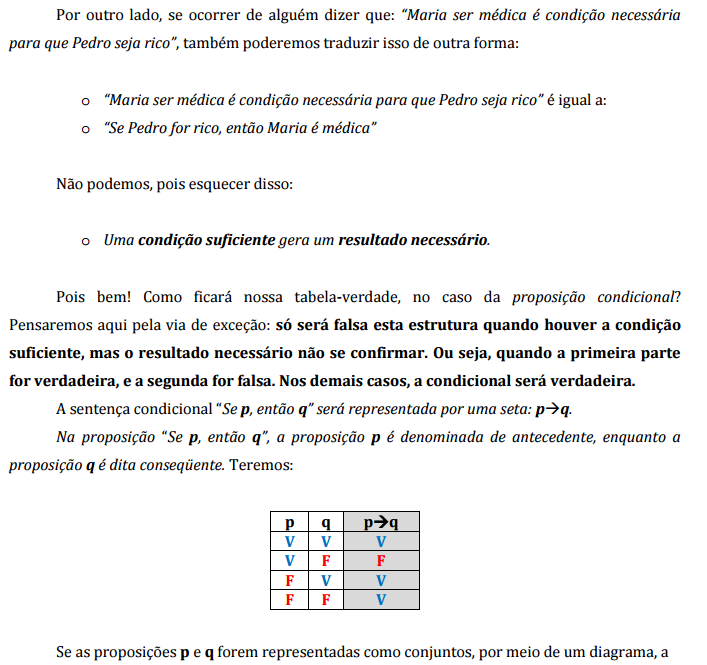 Por outro lado, se ocorrer de alguém dizer que: “Maria ser médica é condição necessária
para que Pedro seja rico”, também poderemos traduzir isso de outra forma:
o “Maria ser médica é condição necessária para que Pedro seja rico” é igual a:
o “Se Pedro for rico, então Maria é médica”
Não podemos, pois esquecer disso:
o Uma condição suficiente gera um resultado necessário.
Pois bem! Como ficará nossa tabela-verdade, no caso da proposição condicional?
Pensaremos aqui pela via de exceção: só será falsa esta estrutura quando houver a condição
suficiente, mas o resultado necessário não se confirmar. Ou seja, quando a primeira parte
for verdadeira, e a segunda for falsa. Nos demais casos, a condicional será verdadeira.
A sentença condicional “Se p, então q” será representada por uma seta: p→q.
Na proposição “Se p, então q”, a proposição p é denominada de antecedente, enquanto a
proposição q é dita conseqüente. Teremos:
p q p→q
V V V
V F F
F V V
F F V
Se as proposições p e q forem representadas como conjuntos, por meio de um diagrama, a